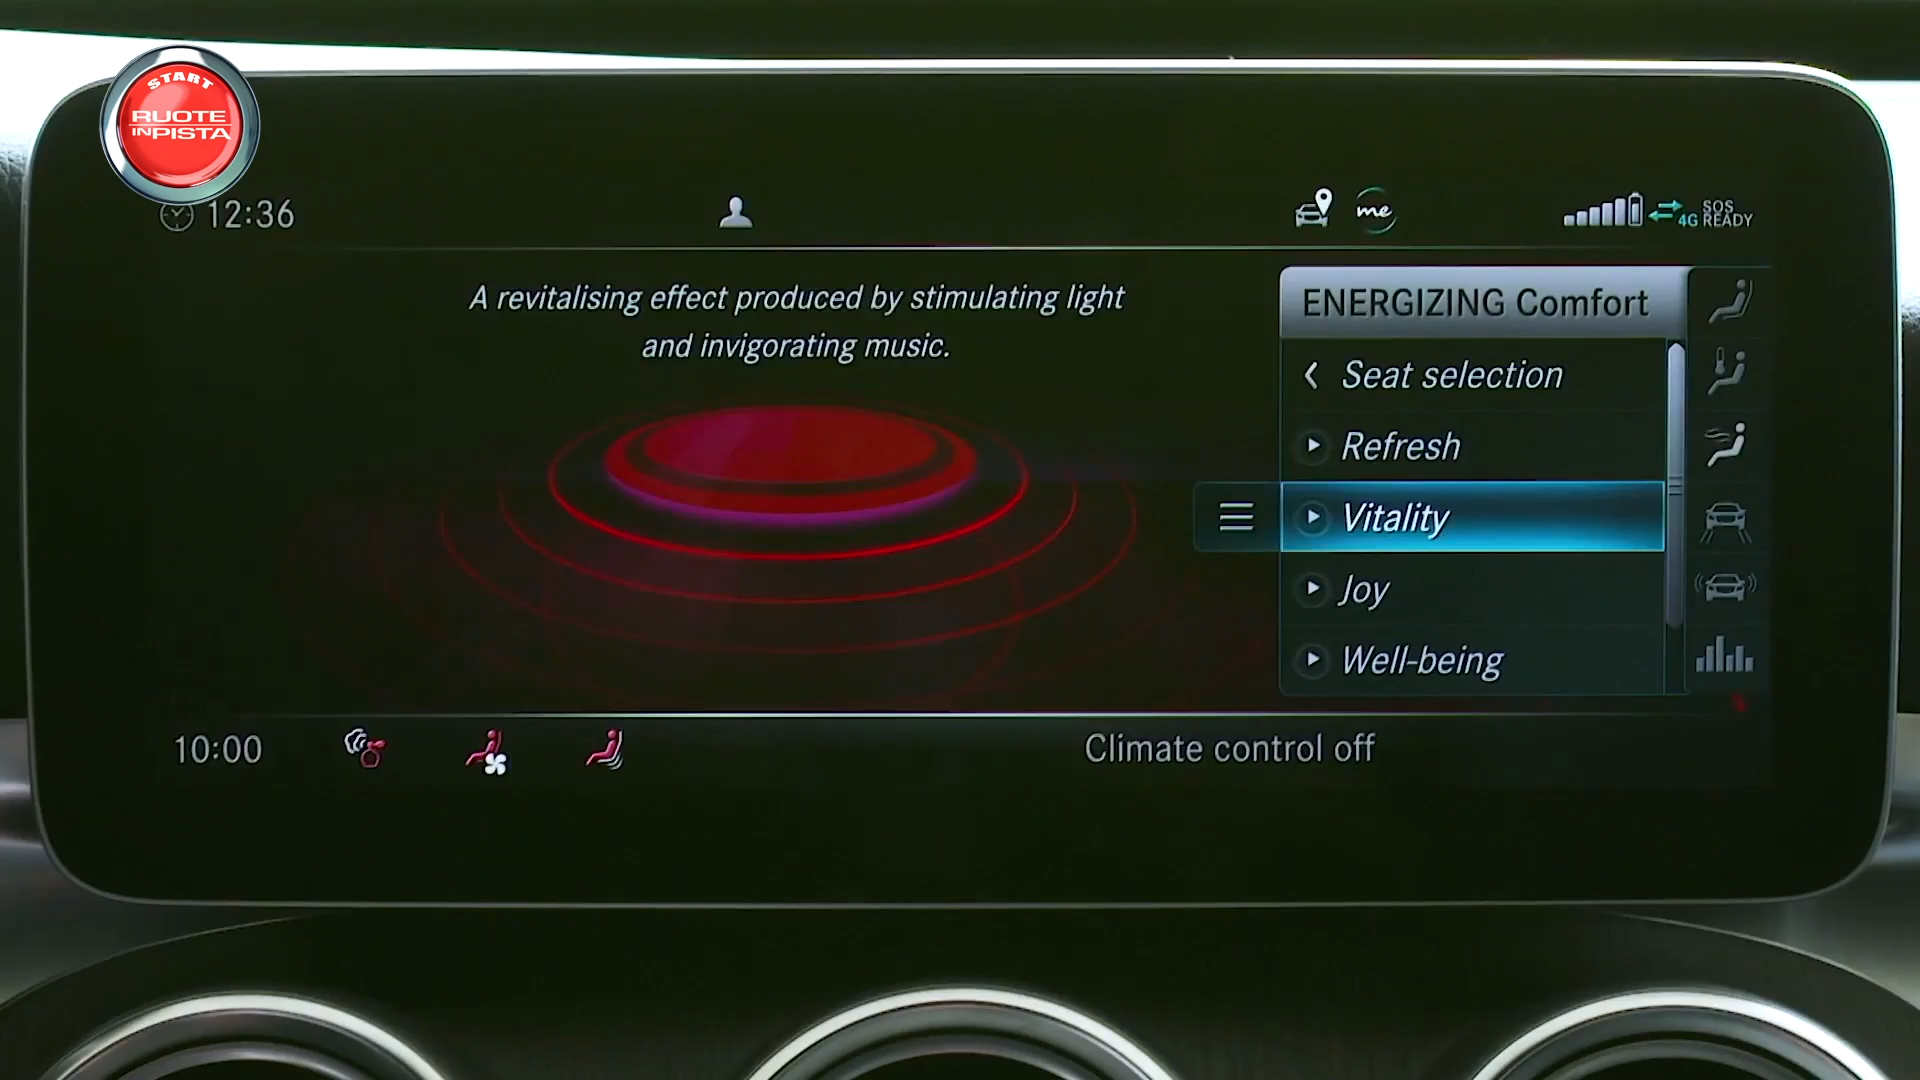 START
RUOTE
INPISTA
12:36
me
4G
SOS
READY
A revitalising effect produced by stimulating light
and invigorating music.
ENERGIZING Comfort
Seat selection
Refresh
Vitality
Joy
Well-being
10:00
Climate control off